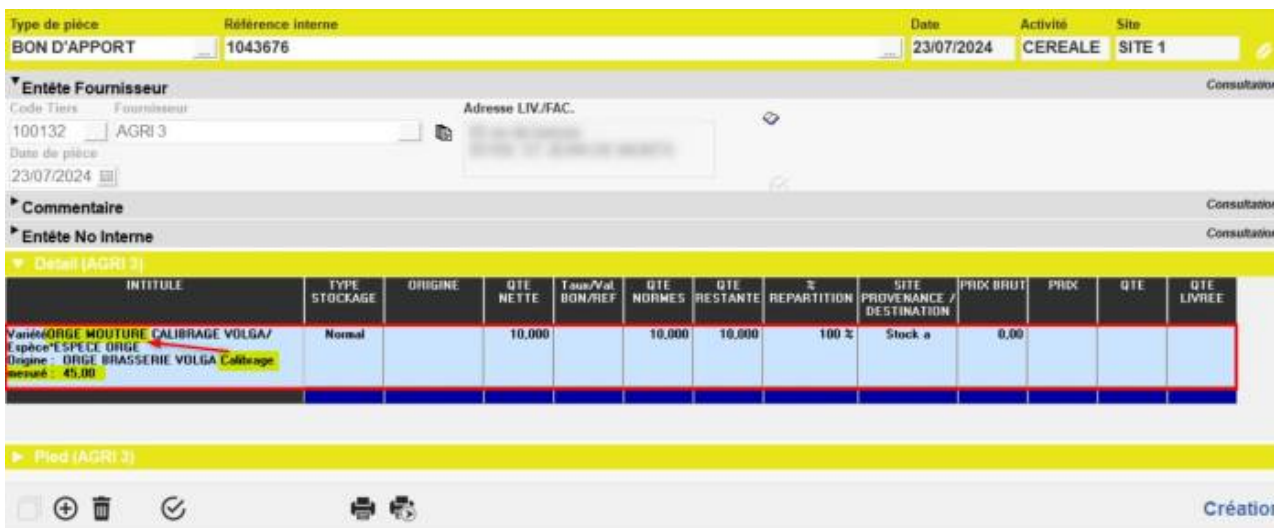 Type de pièce Référence interne Date Activité Site
BON D'APPORT ... 1043676 ... 23/07/2024 CEREALE SITE 1
Entête Fournisseur Consultation
Code Tiers Fournisseur Adresse LIV./FAC.
100132 AGRI 3
Date de pièce
23/07/2024
Commentaire Consultation
Entête No Interne Consultation
Détail (AGRI 3)
INTITULE TYPE STOCKAGE ORIGINE QTE NETTE Taux/Val. BON/REF QTE NORMES QTE RESTANTE % REPARTITION SITE PROVENANCE / DESTINATION PRIX BRUT PRIX QTE QTE LIVREE
Variété*ORGE MOUTURE CALIBRAGE VOLGA/ Normal 10,000 10,000 10,000 100 % Stock a 0,00
Espèce*ESPECE ORGE
Origine : ORGE BRASSERIE VOLGA Calibrage
mesuré : 45,00
Pied (AGRI 3)
Création